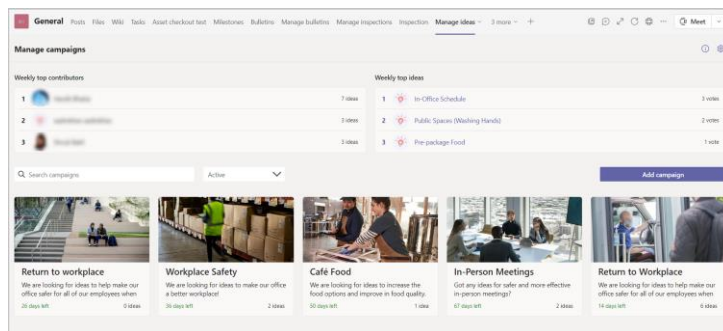 General Posts Files Wiki Tasks Asset checkout test Milestones Bulletins Manage bulletins Manage inspections Inspection Manage ideas 3 more + Meet
Manage campaigns
Weekly top contributors
1 7 ideas
2 3 ideas
3 3 ideas
Weekly top ideas
1 In-Office Schedule 3 votes
2 Public Spaces (Washing Hands) 2 votes
3 Pre-package Food 1 vote
Search campaigns Active Add campaign
Return to workplace
We are looking for ideas to help make our
office safer for all of our employees when
26 days left 0 ideas
Workplace Safety
We are looking for ideas to make our office
a better workplace!
36 days left 2 ideas
Café Food
We are looking for ideas to increase the
food options and improve in food quality.
50 days left 1 idea
In-Person Meetings
Got any ideas for safer and more effective
in-person meetings?
67 days left 2 ideas
Return to Workplace
We are looking for ideas to help make our
office safer for all of our employees when
14 days left 6 ideas